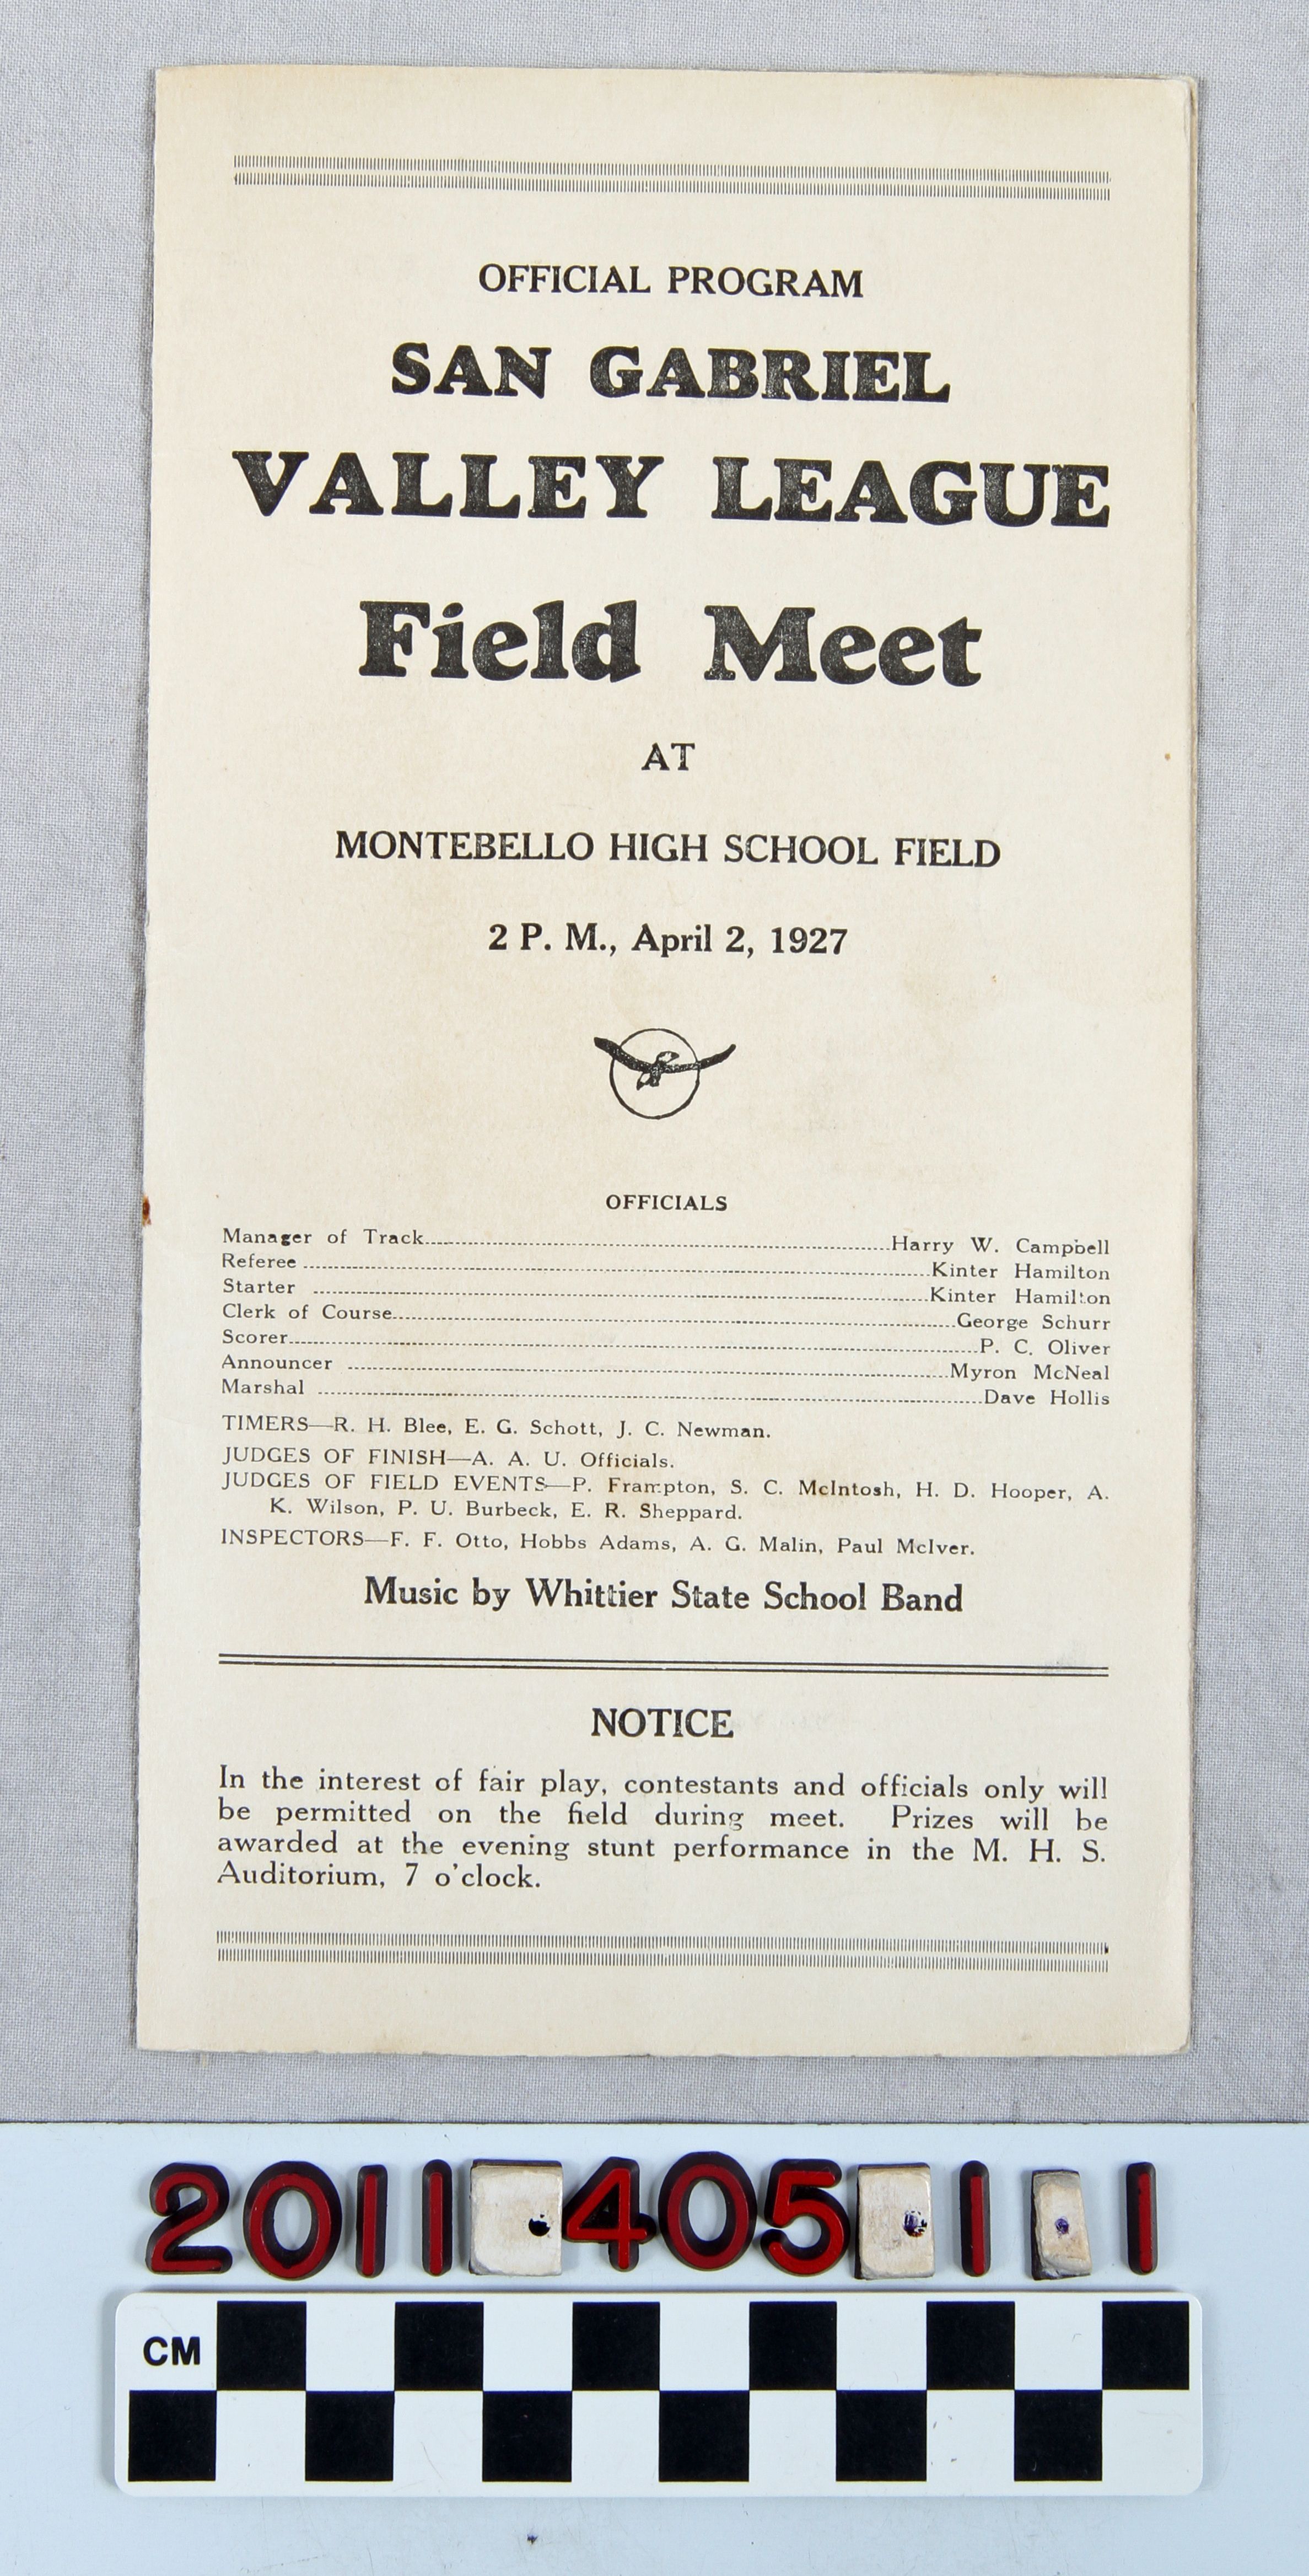 OFFICIAL PROGRAM
SAN GABRIEL
VALLEY LEAGUE
Field Meet
AT
MONTEBELLO HIGH SCHOOL FIELD
2 P. M., April 2, 1927
OFFICIALS
Manager of Track Harry W. Campbell
Referee Kinter Hamilton
Starter Kinter Hamilton
Clerk of Course George Schurr
Scorer P. C. Oliver
Announcer Myron McNeal
Marshal Dave Hollis
TIMERS—R. H. Blee, E. G. Schott, J. C. Newman.
JUDGES OF FINISH—A. A. U. Officials.
JUDGES OF FIELD EVENTS—P. Frampton, S. C. McIntosh, H. D. Hooper, A.
K. Wilson, P. U. Burbeck, E. R. Sheppard.
INSPECTORS—F. F. Otto, Hobbs Adams, A. G. Malin, Paul McIver.
Music by Whittier State School Band
NOTICE
In the interest of fair play, contestants and officials only will
be permitted on the field during meet. Prizes will be
awarded at the evening stunt performance in the M. H. S.
Auditorium, 7 o'clock.
2011.405.1.1
CM